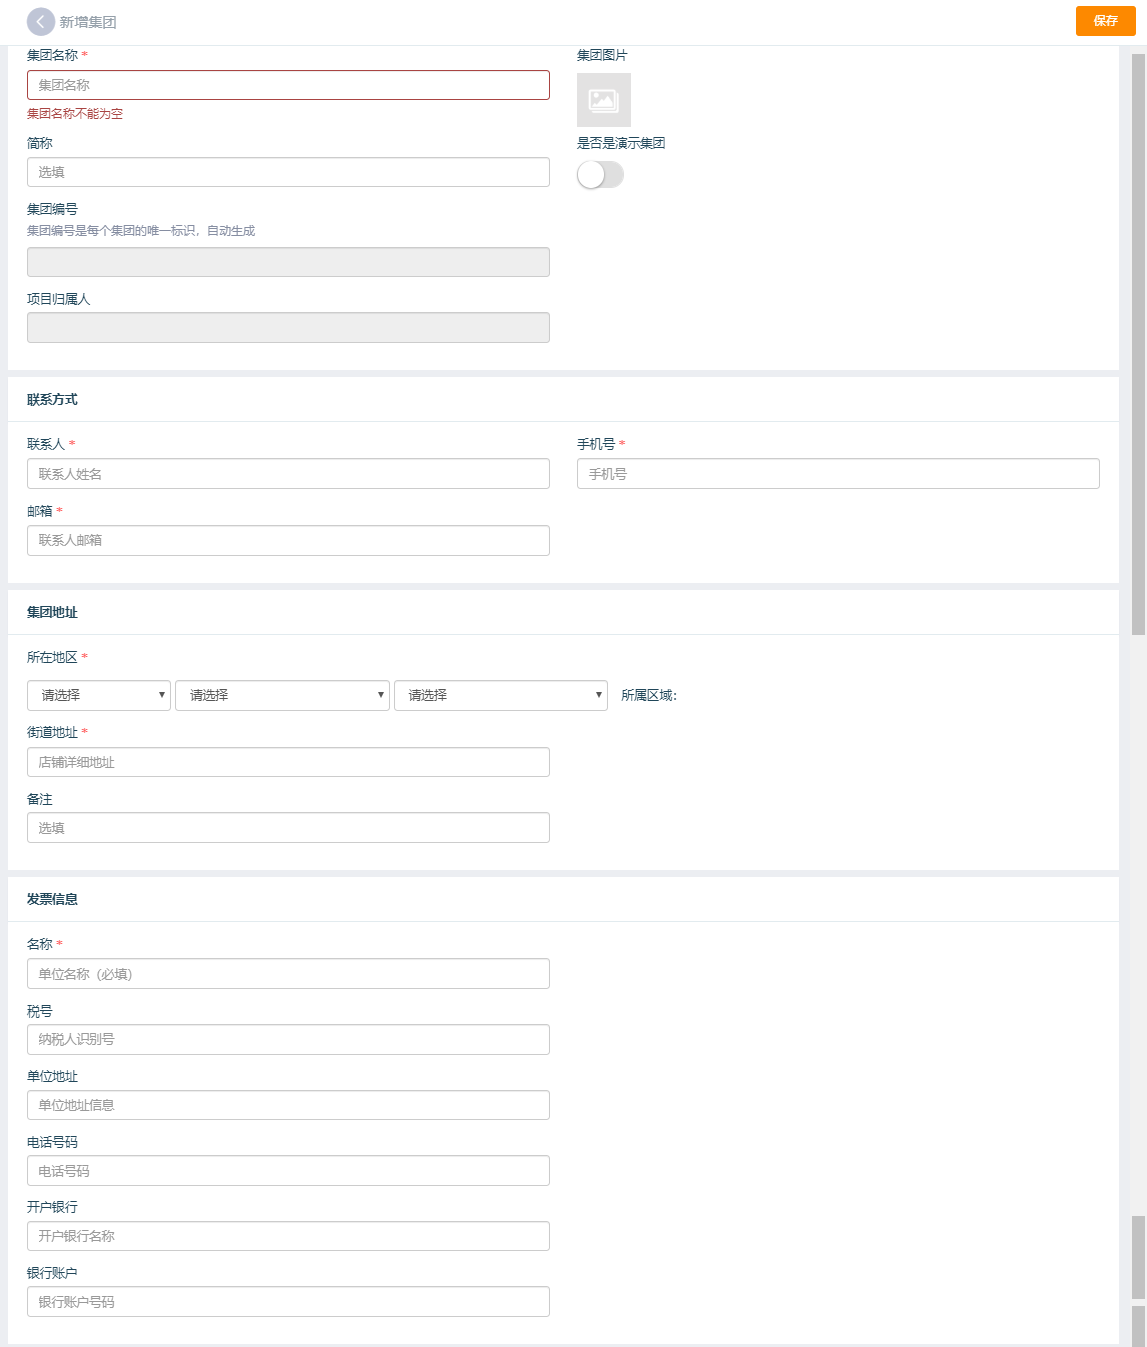 新增集团
保存
集团名称 *
集团图片
集团名称
集团名称不能为空
简称
是否是演示集团
选填
集团编号
集团编号是每个集团的唯一标识，自动生成
项目归属人
联系方式
联系人 *
手机号 *
联系人姓名
手机号
邮箱 *
联系人邮箱
集团地址
所在地区 *
请选择 请选择 请选择 所属区域：
街道地址 *
店铺详细地址
备注
选填
发票信息
名称 *
单位名称（必填）
税号
纳税人识别号
单位地址
单位地址信息
电话号码
电话号码
开户银行
开户银行名称
银行账户
银行账户号码